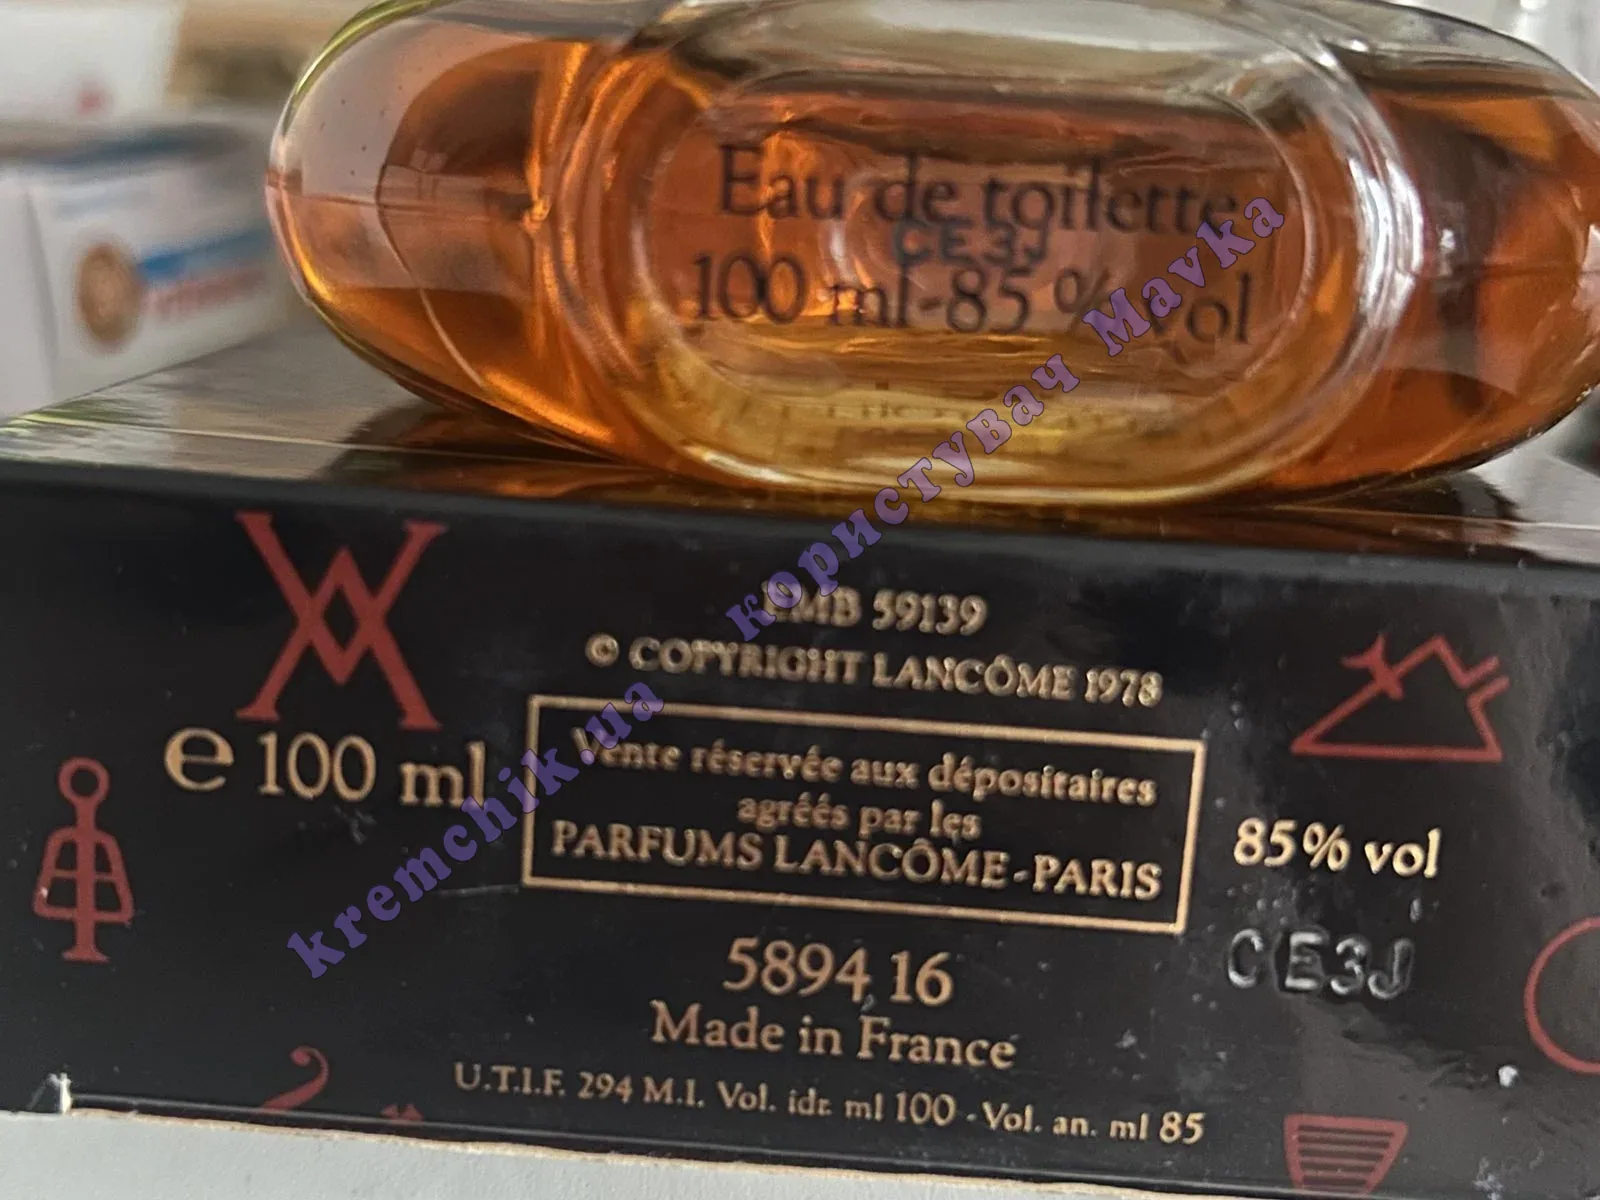 Eau de toilette
CE3J
100 ml-85 % vol
EMB 59139
© COPYRIGHT LANCÔME 1978
e 100 ml
Vente réservée aux dépositaires
agréés par les
PARFUMS LANCÔME-PARIS
85% vol
CE3J
5894 16
Made in France
U.T.I.F. 294 M.I. Vol. idr. ml 100 - Vol. an. ml 85
kremchik.ua користувач Mavka